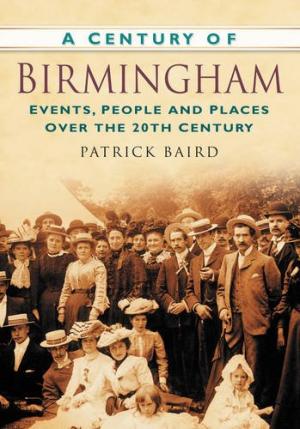 A CENTURY OF
BIRMINGHAM
EVENTS, PEOPLE AND PLACES
OVER THE 20TH CENTURY
PATRICK BAIRD